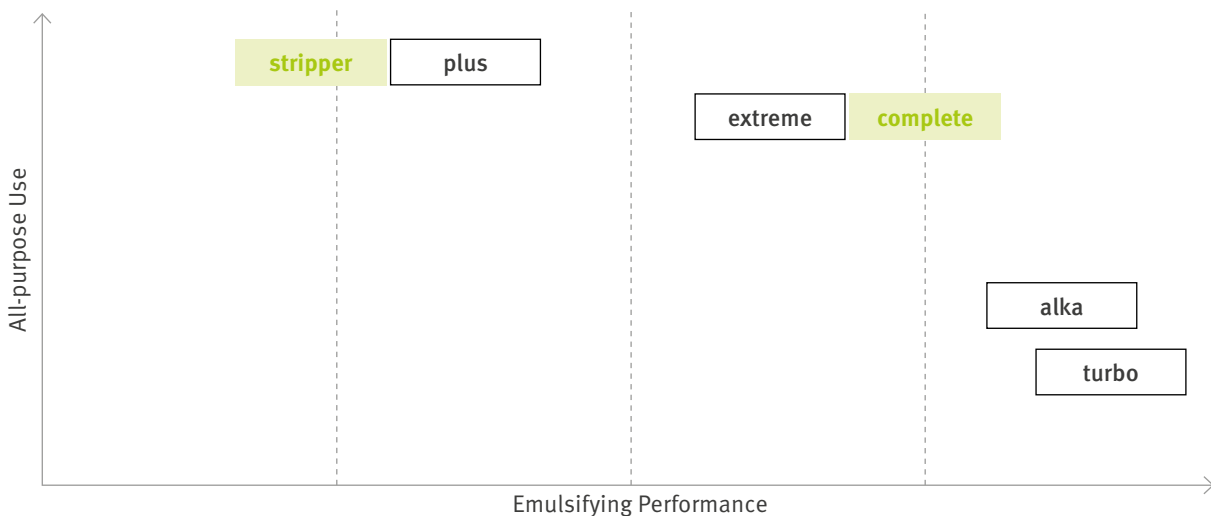 stripper
plus
extreme
complete
alka
turbo
All-purpose Use
Emulsifying Performance